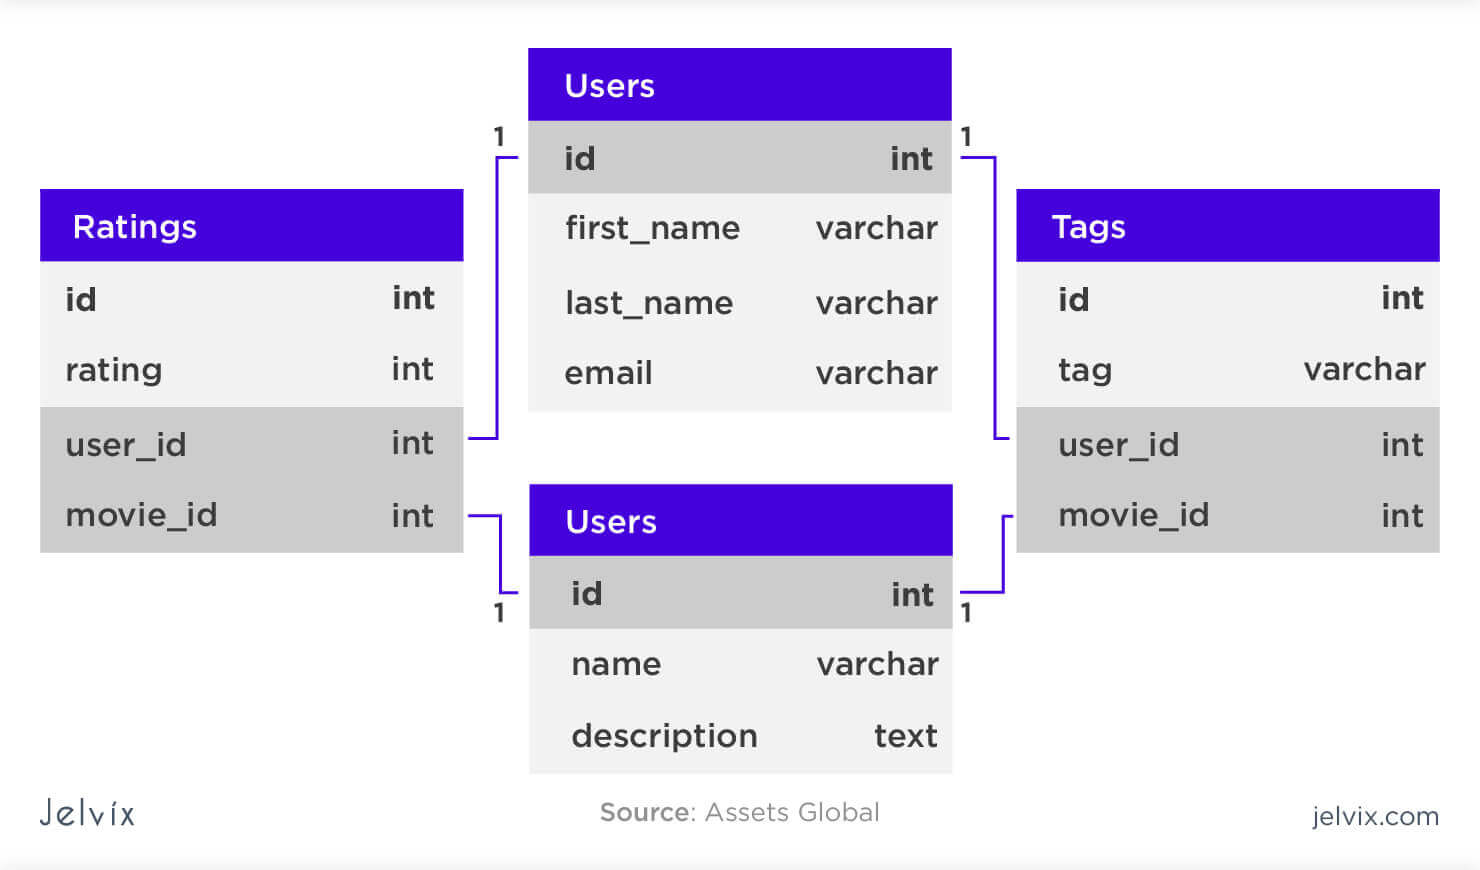 Users
1
1
id int
first_name varchar
last_name varchar
email varchar
Ratings
id int
rating int
user_id int
movie_id int
Tags
id int
tag varchar
user_id int
movie_id int
Users
id int
1
1
name varchar
description text
Jelvix
Source: Assets Global
jelvix.com